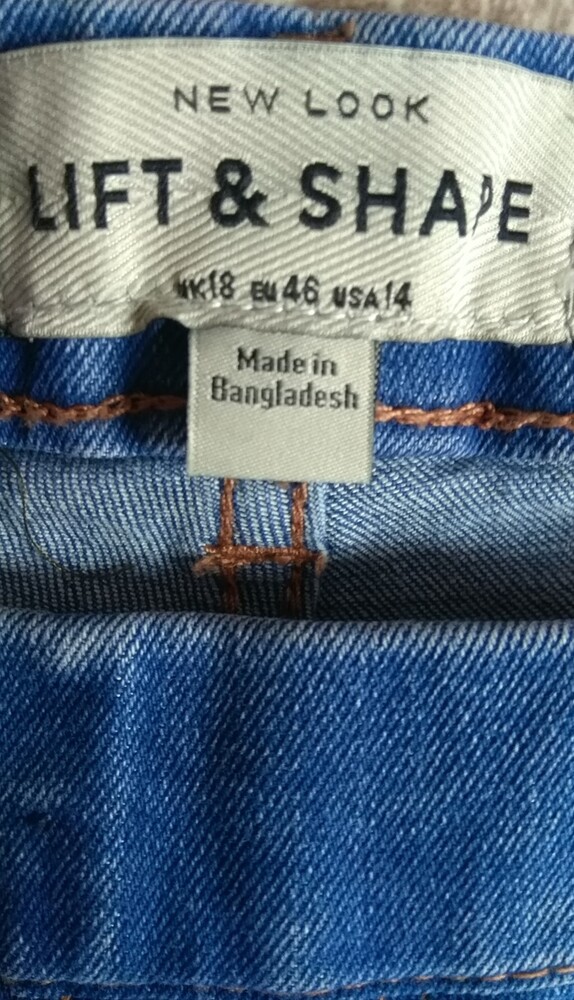 NEW LOOK
LIFT & SHAPE
UK18 EU46 USA14
Made in
Bangladesh